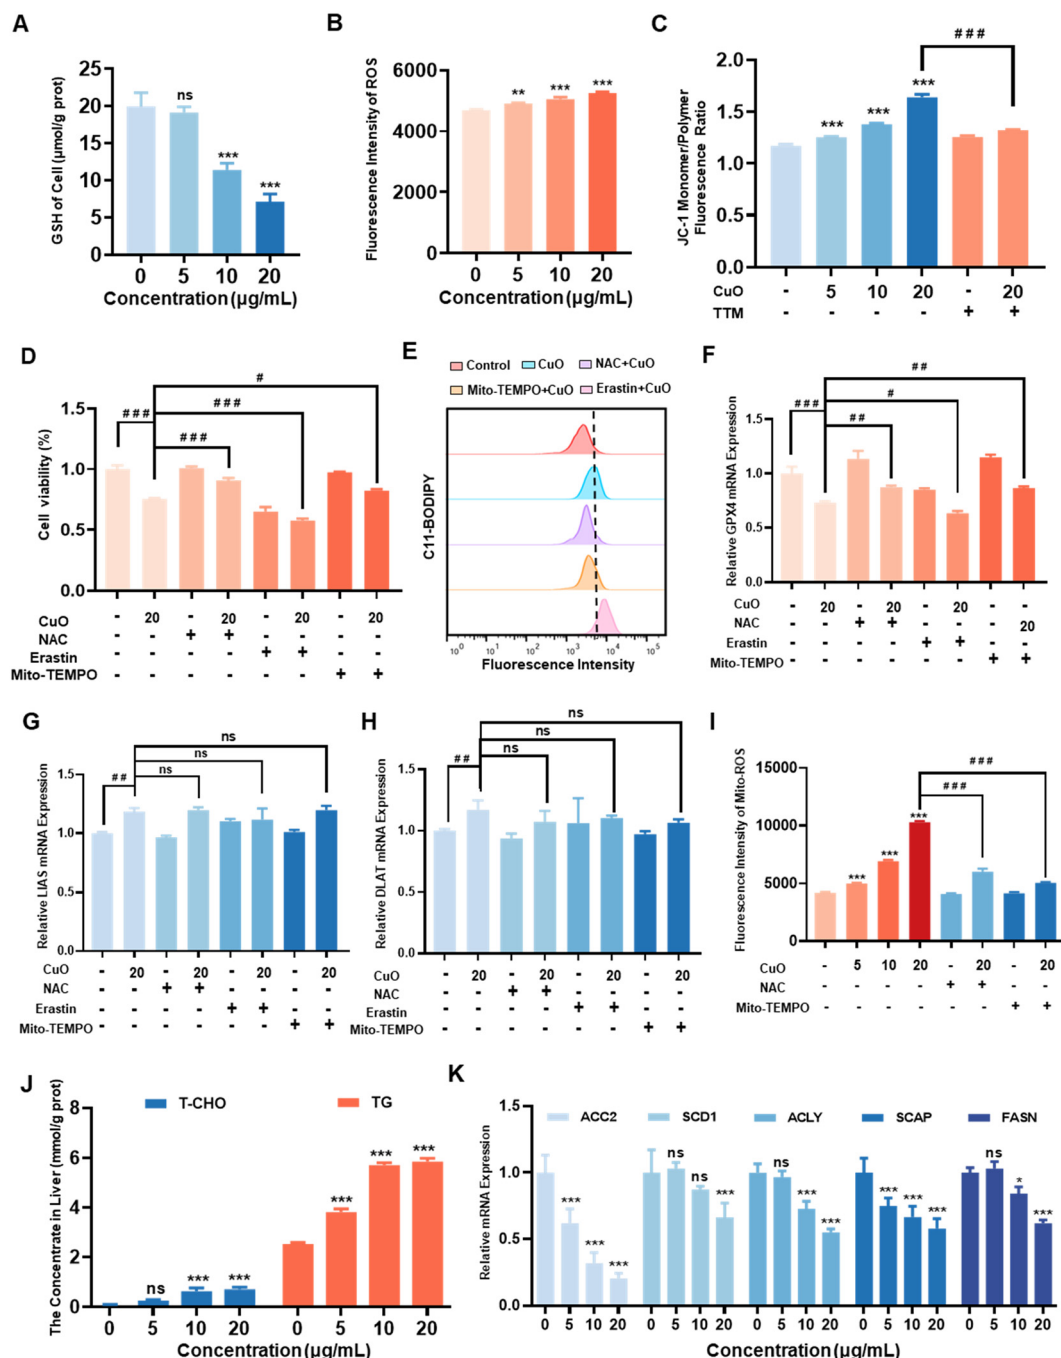 A
GSH of Cell (μmol/g prot)
25
20
15
10
5
0
ns
***
***
0 5 10 20
Concentration (μg/mL)
B
Fluorescence Intensity of ROS
6000
4000
2000
0
** *** ***
0 5 10 20
Concentration (μg/mL)
C
JC-1 Monomer/Polymer
Fluorescence Ratio
2.0
1.5
1.0
0.5
0.0
###
*** *** ***
CuO - 5 10 20 - 20
TTM - - - - + +
D
Cell viability (%)
1.5
1.0
0.5
0.0
#
###
###
###
CuO - 20 - 20 - 20 - 20
NAC - - + + - - - -
Erastin - - - - + + - -
Mito-TEMPO - - - - - - + +
E
Control CuO NAC+CuO
Mito-TEMPO+CuO Erastin+CuO
C11-BODIPY
10^0 10^1 10^2 10^3 10^4 10^5
Fluorescence Intensity
F
Relative GPX4 mRNA Expression
1.5
1.0
0.5
0.0
##
#
###
##
CuO - 20 - 20 - 20 - -
NAC - - + + - - - 20
Erastin - - - - + + - -
Mito-TEMPO - - - - - - + +
G
Relative LIAS mRNA Expression
1.5
1.0
0.5
0.0
ns
ns
##
ns
CuO - 20 - 20 - 20 - 20
NAC - - + + - - - -
Erastin - - - - + + - -
Mito-TEMPO - - - - - - + +
H
Relative DLAT mRNA Expression
1.5
1.0
0.5
0.0
ns
ns
##
ns
CuO - 20 - 20 - 20 - 20
NAC - - + + - - - -
Erastin - - - - + + - -
Mito-TEMPO - - - - - - + +
I
Fluorescence Intensity of Mito-ROS
15000
10000
5000
0
###
###
*** *** ***
CuO - 5 10 20 - 20 - 20
NAC - - - - + + - -
Mito-TEMPO - - - - - - + +
J
The Concentrate in Liver (mmol/g prot)
8
6
4
2
0
T-CHO TG
ns *** *** *** *** ***
0 5 10 20 0 5 10 20
Concentration (μg/mL)
K
Relative mRNA Expression
1.5
1.0
0.5
0.0
ACC2 SCD1 ACLY SCAP FASN
*** *** *** ns ns *** ns *** *** *** *** *** ns * ***
0 5 10 20 0 5 10 20 0 5 10 20 0 5 10 20 0 5 10 20
Concentration (μg/mL)